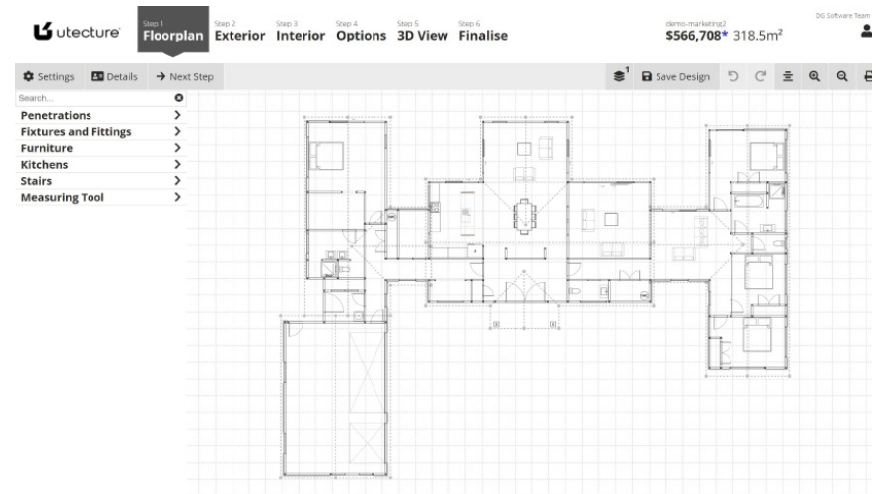 utecture
Step 1
Floorplan
Step 2
Exterior
Step 3
Interior
Step 4
Options
Step 5
3D View
Step 6
Finalise
demo-marketing2
$566,708* 318.5m²
DG Software Team
Settings
Details
Next Step
1
Save Design
Search...
Penetrations
Fixtures and Fittings
Furniture
Kitchens
Stairs
Measuring Tool